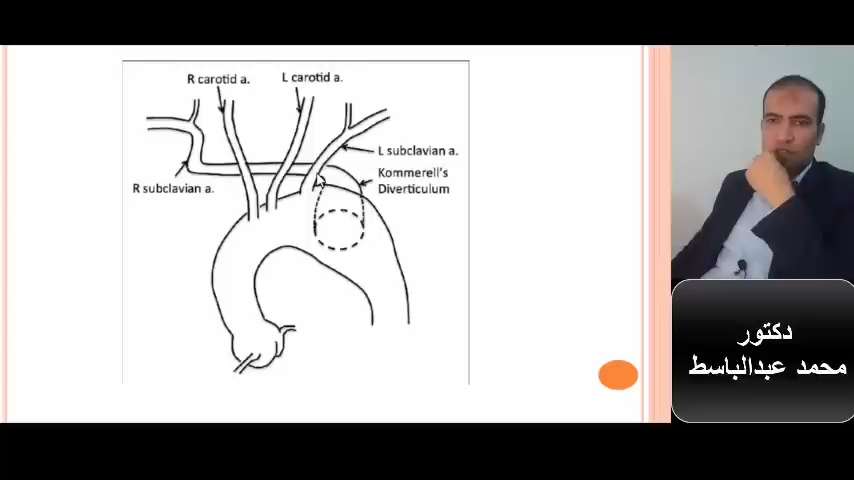 R carotid a.
L carotid a.
L subclavian a.
Kommerell's
Diverticulum
R subclavian a.
دكتور
محمد عبدالباسط